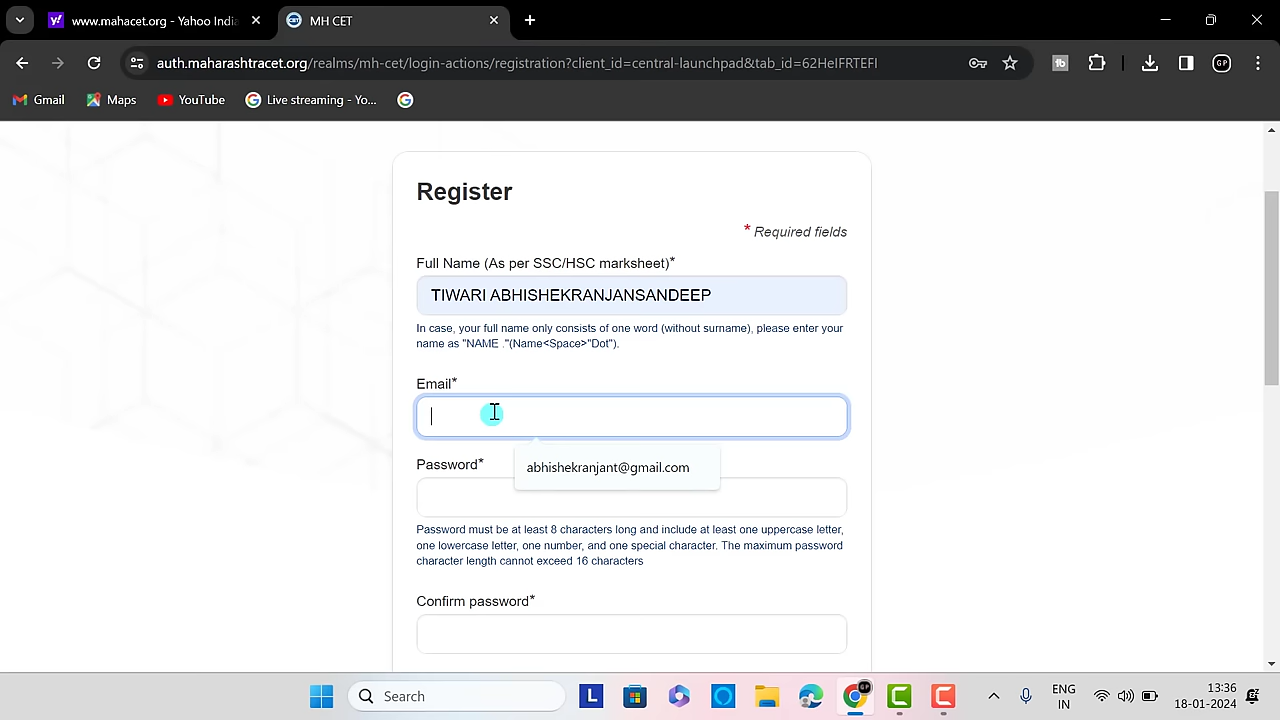 www.mahacet.org - Yahoo Indi
MH CET
auth.maharashtracet.org/realms/mh-cet/login-actions/registration?client_id=central-launchpad&tab_id=62HeIFRTEFI
Gmail
Maps
YouTube
Live streaming - Yo...
Register
* Required fields
Full Name (As per SSC/HSC marksheet)*
TIWARI ABHISHEKRANJANSANDEEP
In case, your full name only consists of one word (without surname), please enter your
name as "NAME ."(Name<Space>"Dot").
Email*
abhishekranjant@gmail.com
Password*
Password must be at least 8 characters long and include at least one uppercase letter,
one lowercase letter, one number, and one special character. The maximum password
character length cannot exceed 16 characters
Confirm password*
Search
ENG
IN
13:36
18-01-2024